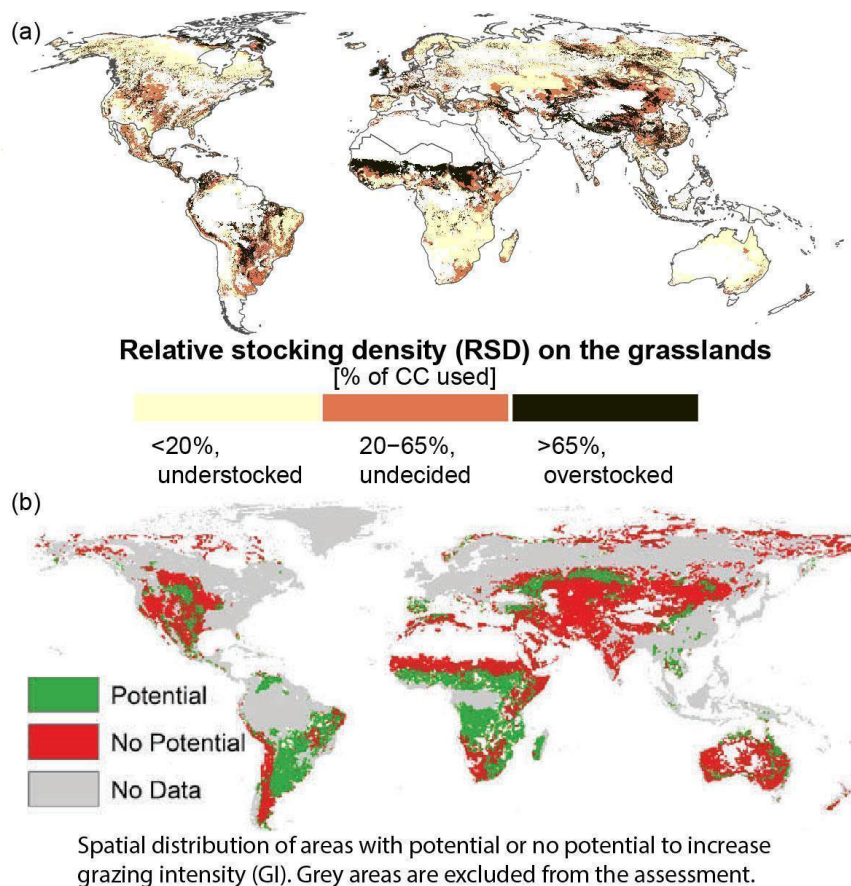 (a)
Relative stocking density (RSD) on the grasslands
[% of CC used]
<20%, 20−65%, >65%,
understocked undecided overstocked
(b)
Potential
No Potential
No Data
Spatial distribution of areas with potential or no potential to increase
grazing intensity (GI). Grey areas are excluded from the assessment.